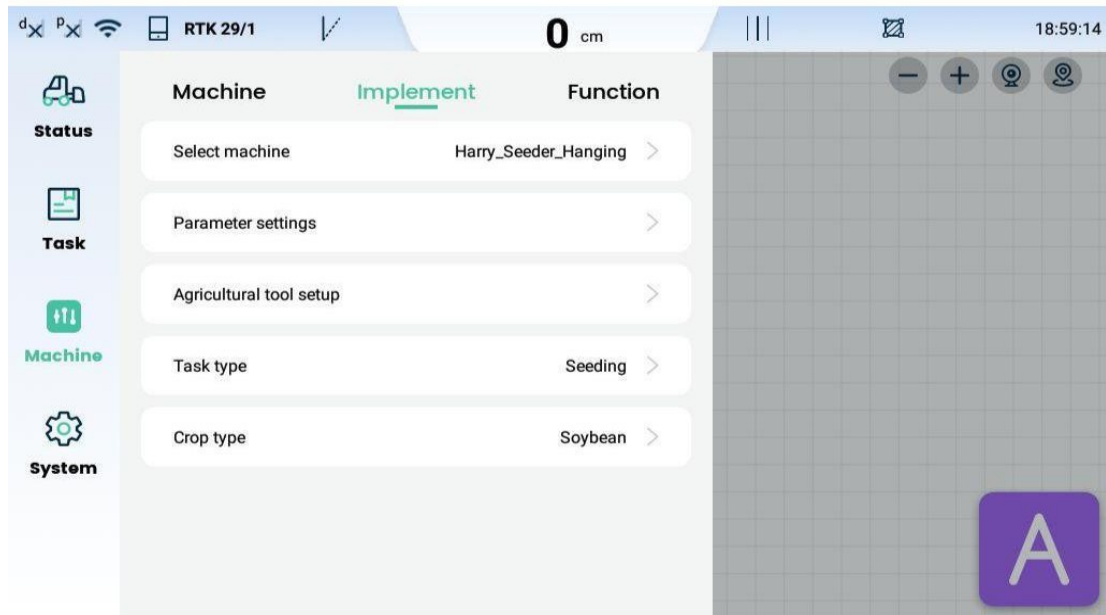 d P RTK 29/1 0 cm 18:59:14
Status
Task
Machine
System
Machine Implement Function
Select machine Harry_Seeder_Hanging
Parameter settings
Agricultural tool setup
Task type Seeding
Crop type Soybean
A